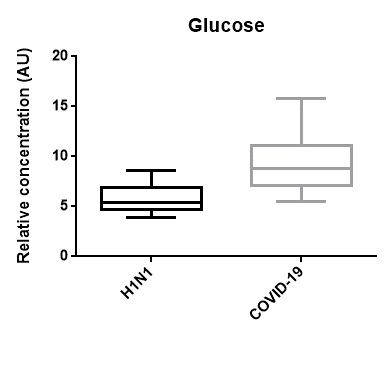 Glucose
Relative concentration (AU)
20
15
10
5
0
H1N1
COVID-19